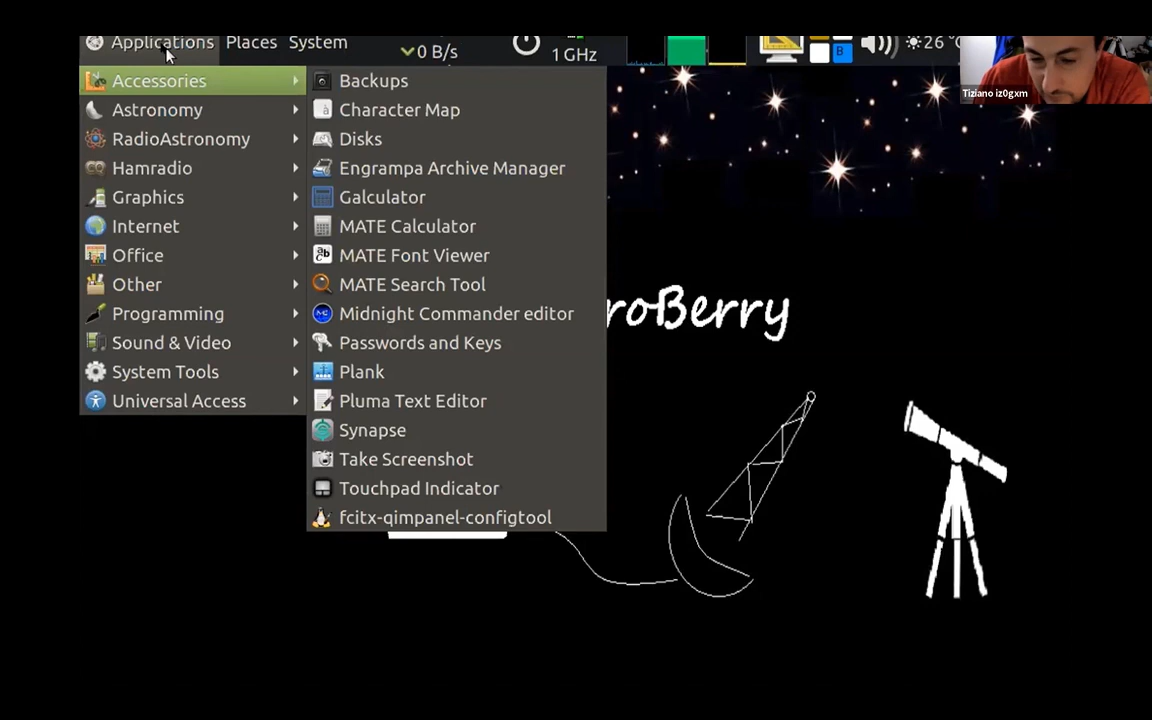 Applications Places System
0 B/s
1 GHz
B
26 °
Tiziano iz0gxm
Accessories
Astronomy
RadioAstronomy
Hamradio
Graphics
Internet
Office
Other
Programming
Sound & Video
System Tools
Universal Access
Backups
Character Map
Disks
Engrampa Archive Manager
Galculator
MATE Calculator
MATE Font Viewer
abc
MATE Search Tool
Midnight Commander editor
Passwords and Keys
Plank
Pluma Text Editor
Synapse
Take Screenshot
Touchpad Indicator
fcitx-qimpanel-configtool
roBerry